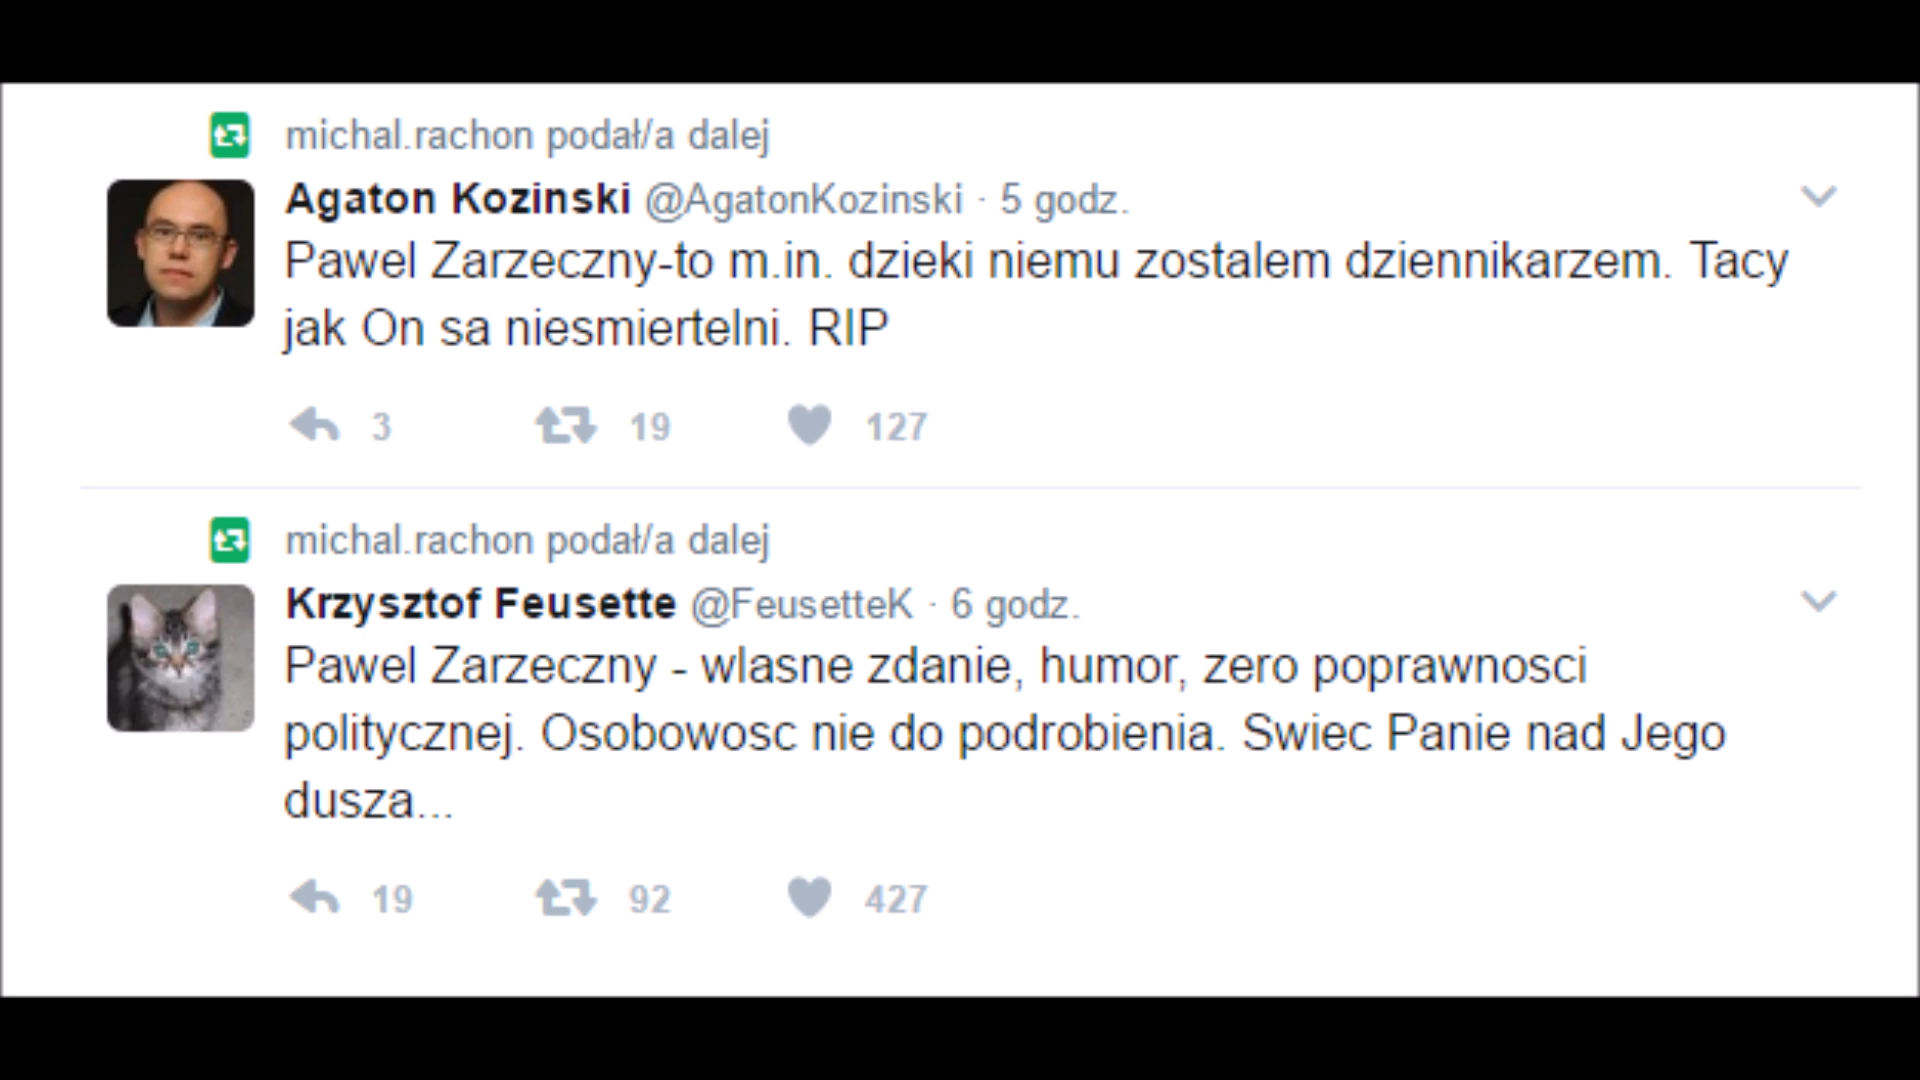 michal.rachon podał/a dalej
Agaton Kozinski @AgatonKozinski · 5 godz.
Pawel Zarzeczny-to m.in. dzieki niemu zostalem dziennikarzem. Tacy
jak On sa niesmiertelni. RIP
3 19 127
michal.rachon podał/a dalej
Krzysztof Feusette @FeusetteK · 6 godz.
Pawel Zarzeczny - wlasne zdanie, humor, zero poprawnosci
politycznej. Osobowosc nie do podrobienia. Swiec Panie nad Jego
dusza...
19 92 427